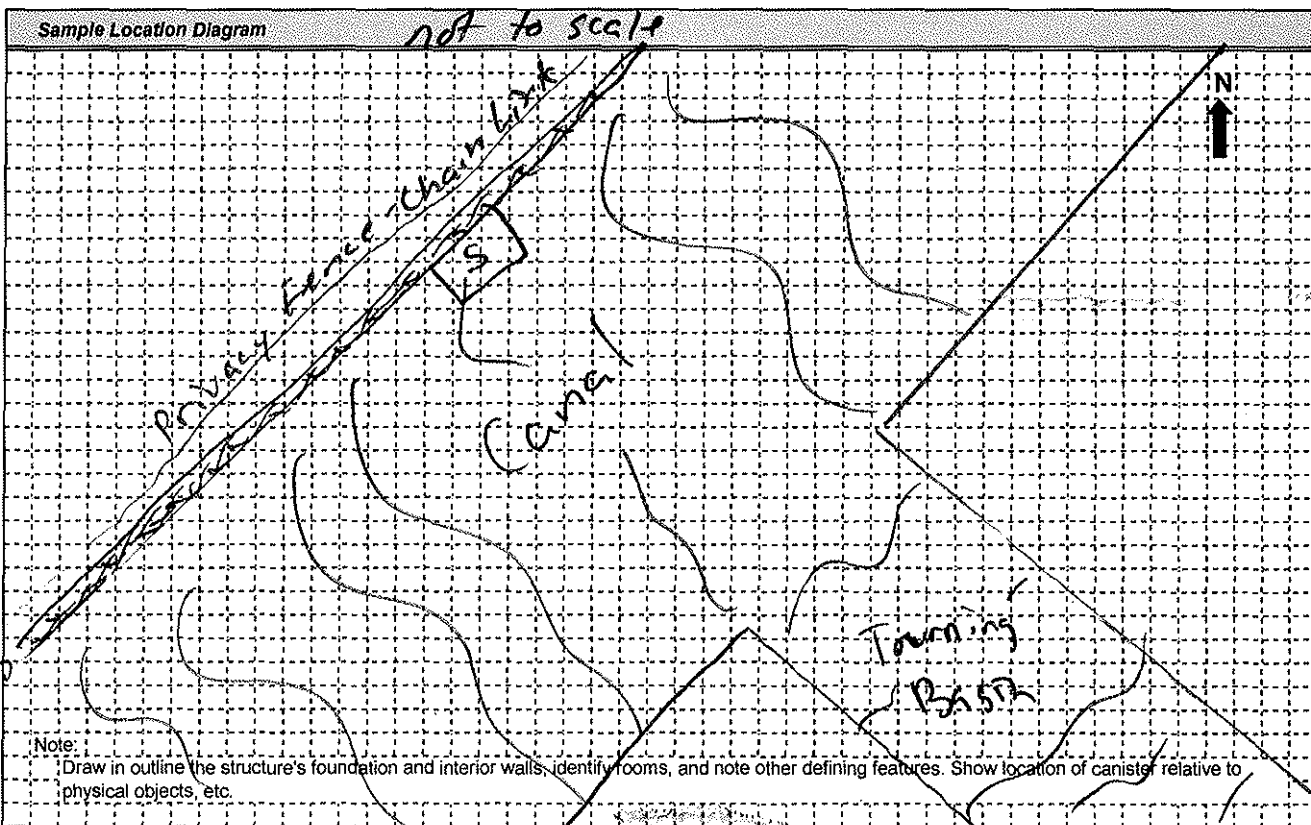 Sample Location Diagram
not to scale
N
Privacy Fence-Chain Link
S
Canal
Tourning
Basin
Note:
Draw in outline the structure's foundation and interior walls, identify rooms, and note other defining features. Show location of canister relative to
physical objects, etc.